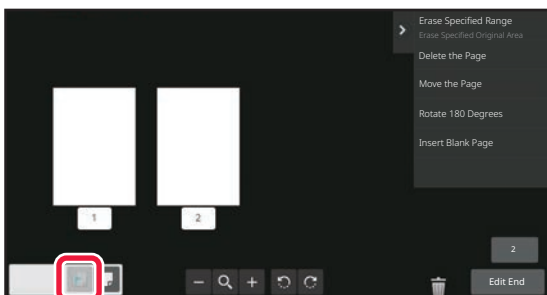 Erase Specified Range
Erase Specified Original Area
Delete the Page
Move the Page
Rotate 180 Degrees
Insert Blank Page
1
2
2
Edit End